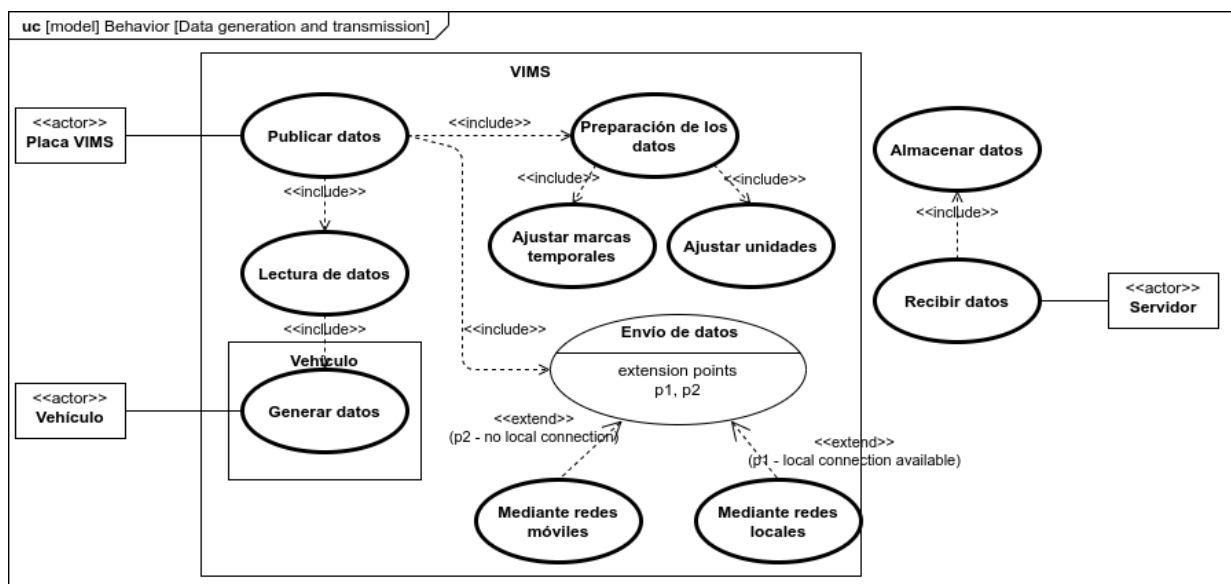 uc [model] Behavior [Data generation and transmission]
VIMS
<<actor>>
Placa VIMS
Publicar datos
<<include>>
Preparación de los
datos
Almacenar datos
<<include>>
<<include>>
<<include>>
<<include>>
Ajustar marcas
temporales
Ajustar unidades
Lectura de datos
Recibir datos
<<actor>>
Servidor
<<include>>
<<include>>
Envío de datos
extension points
p1, p2
Vehículo
<<actor>>
Vehículo
Generar datos
<<extend>>
(p2 - no local connection)
<<extend>>
(p1 - local connection available)
Mediante redes
móviles
Mediante redes
locales